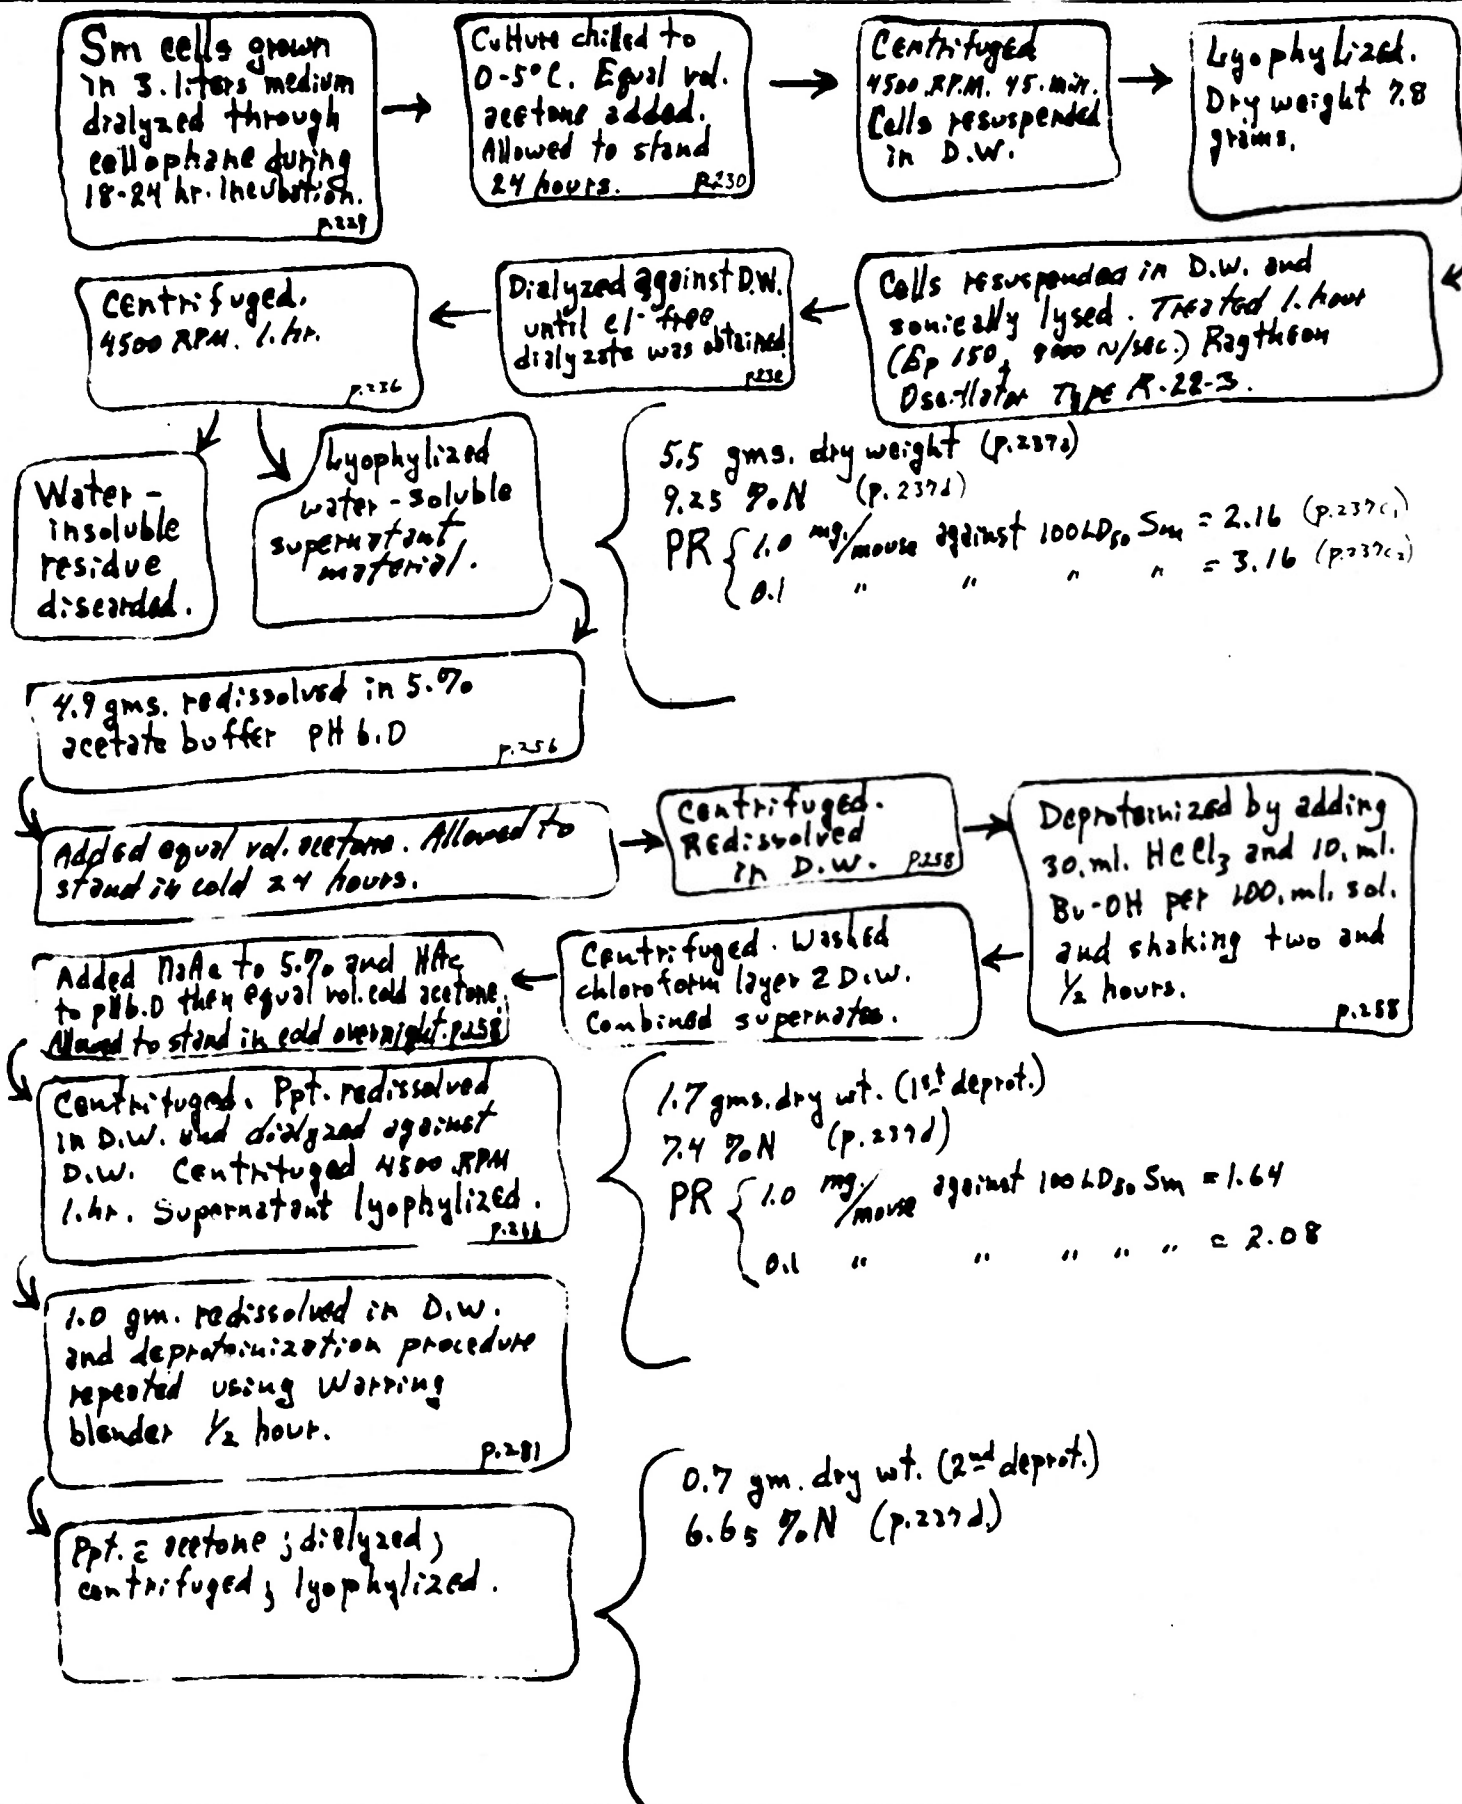 Sm cells grown
in 3. liters medium
dialyzed through
cellophane during
18-24 hr. incubation.
p.229
Culture chilled to
0-5°C. Equal vol.
acetone added.
Allowed to stand
24 hours. p.230
Centrifuged
4500 RPM. 45. min.
Cells resuspended
in D.W.
Lyophylized.
Dry weight 7.8
grams.
Cells resuspended in D.W. and
sonically lysed. Treated 1. hour
(Ep 150, 9000 ~/sec.) Raytheon
Oscillator Type R-22-3.
Dialyzed against D.W.
until cl- free
dialyzate was obtained
p.232
Centrifuged.
4500 RPM. 1. hr.
p.236
Water-
insoluble
residue
discarded.
Lyophylized
water-soluble
supernatant
material.
5.5 gms. dry weight (p.237a)
9.25 %N (p.237d)
PR { 1.0 mg./mouse against 100 LD50 Sm = 2.16 (p.237c1)
0.1 " " " " = 3.16 (p.237c2)
4.9 gms. redissolved in 5.%
acetate buffer pH 6.0
p.256
Added equal vol. acetone. Allowed to
stand in cold 24 hours.
Centrifuged.
Redissolved
in D.W. p.258
Deproteinized by adding
30. ml. HCCl3 and 10. ml.
Bu-OH per 100. ml. sol.
and shaking two and
1/2 hours.
p.258
Centrifuged. Washed
chloroform layer 2 D.W.
Combined supernates.
Added NaAc to 5.% and HAc
to pH 6.0 then equal vol. cold acetone.
Allowed to stand in cold overnight. p.258
Centrifuged. Ppt. redissolved
in D.W. and dialyzed against
D.W. Centrifuged 4500 RPM
1. hr. Supernatant lyophylized.
1.7 gms. dry wt. (1st deprot.)
7.4 %N (p.237d)
PR { 1.0 mg./mouse against 100 LD50 Sm = 1.64
0.1 " " " " " = 2.08
1.0 gm. redissolved in D.W.
and deproteinization procedure
repeated using Warring
blender 1/2 hour.
p.281
Ppt. c̄ acetone; dialyzed;
centrifuged; lyophylized.
0.7 gm. dry wt. (2nd deprot.)
6.65 %N (p.237d.)